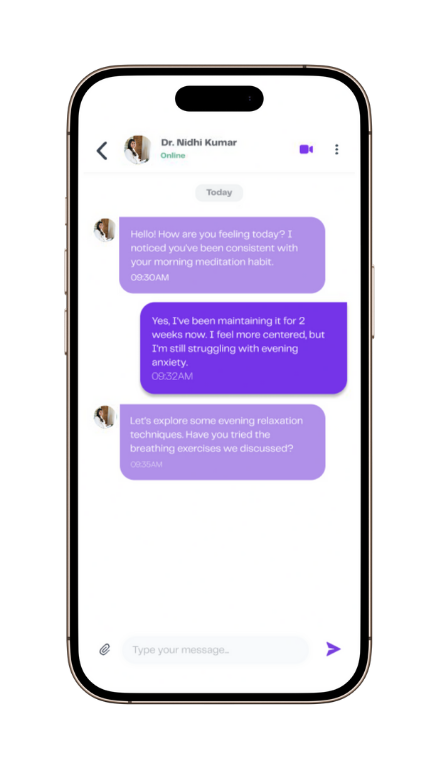 Dr. Nidhi Kumar
Online
Today
Hello! How are you feeling today? I
noticed you've been consistent with
your morning meditation habit.
09:30AM
Yes, I've been maintaining it for 2
weeks now. I feel more centered, but
I'm still struggling with evening
anxiety.
09:32AM
Let's explore some evening relaxation
techniques. Have you tried the
breathing exercises we discussed?
09:35AM
Type your message..